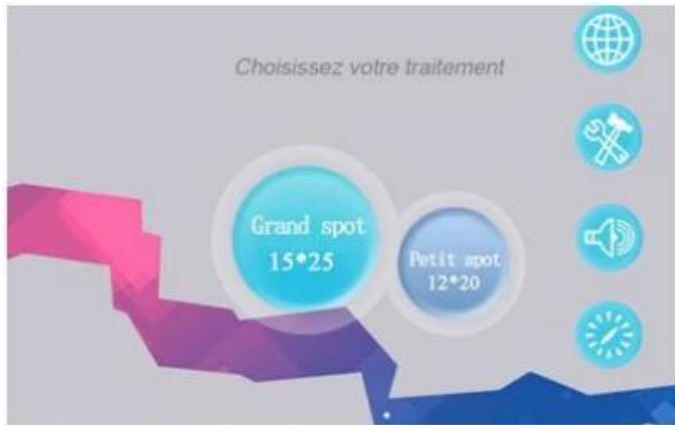 Choisissez votre traitement
Grand spot
15*25
Petit spot
12*20